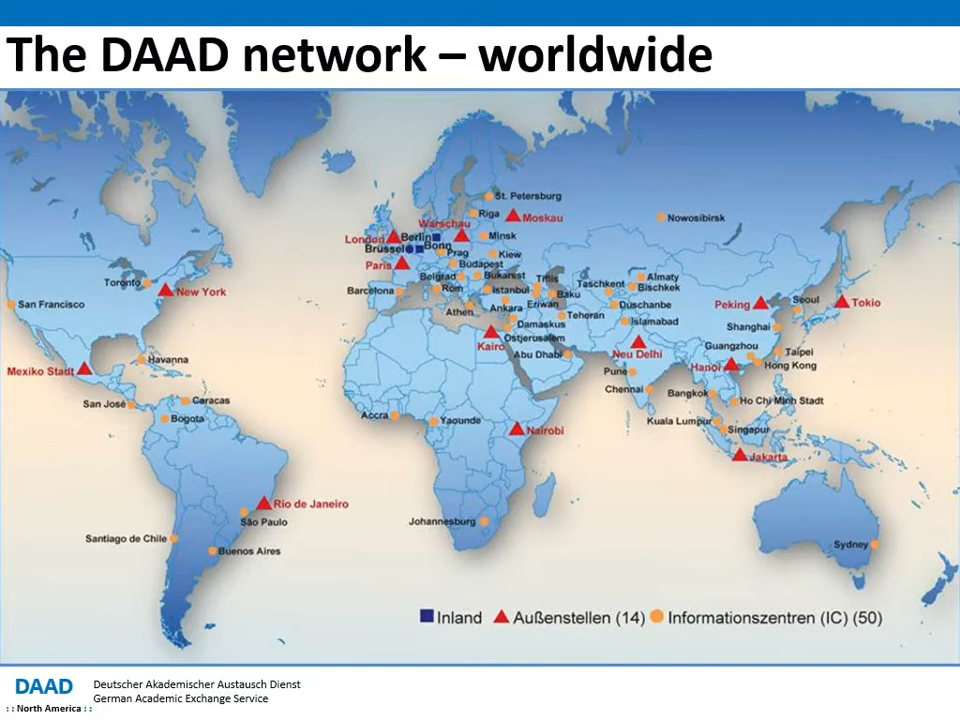 The DAAD network – worldwide
St. Petersburg
Riga
Moskau
Nowosibirsk
Warschau
London
Berlin
Minsk
Brüssel
Bonn
Prag
Kiew
Paris
Budapest
Belgrad
Bukarest
Tiflis
Taschkent
Almaty
Bischkek
Toronto
New York
Barcelona
Rom
Istanbul
Eriwan
Baku
Düschanbe
San Francisco
Athen
Ankara
Teheran
Islamabad
Peking
Seoul
Tokio
Damaskus
Shanghai
Ostjerusalem
Kairo
Abu Dhabi
Neu Delhi
Guangzhou
Taipei
Havanna
Mexiko Stadt
Pune
Hanoi
Hong Kong
Chennai
Bangkok
Ho Chi Minh Stadt
San José
Caracas
Bogota
Accra
Yaounde
Nairobi
Kuala Lumpur
Singapur
Jakarta
Rio de Janeiro
São Paulo
Johannesburg
Santiago de Chile
Buenos Aires
Sydney
Inland Außenstellen (14) Informationszentren (IC) (50)
DAAD
: : North America : :
Deutscher Akademischer Austausch Dienst
German Academic Exchange Service